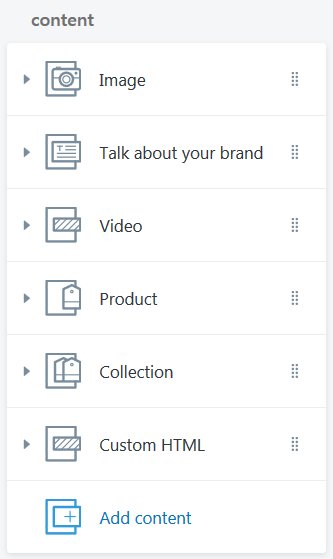 content
Image
Talk about your brand
Video
Product
Collection
Custom HTML
Add content